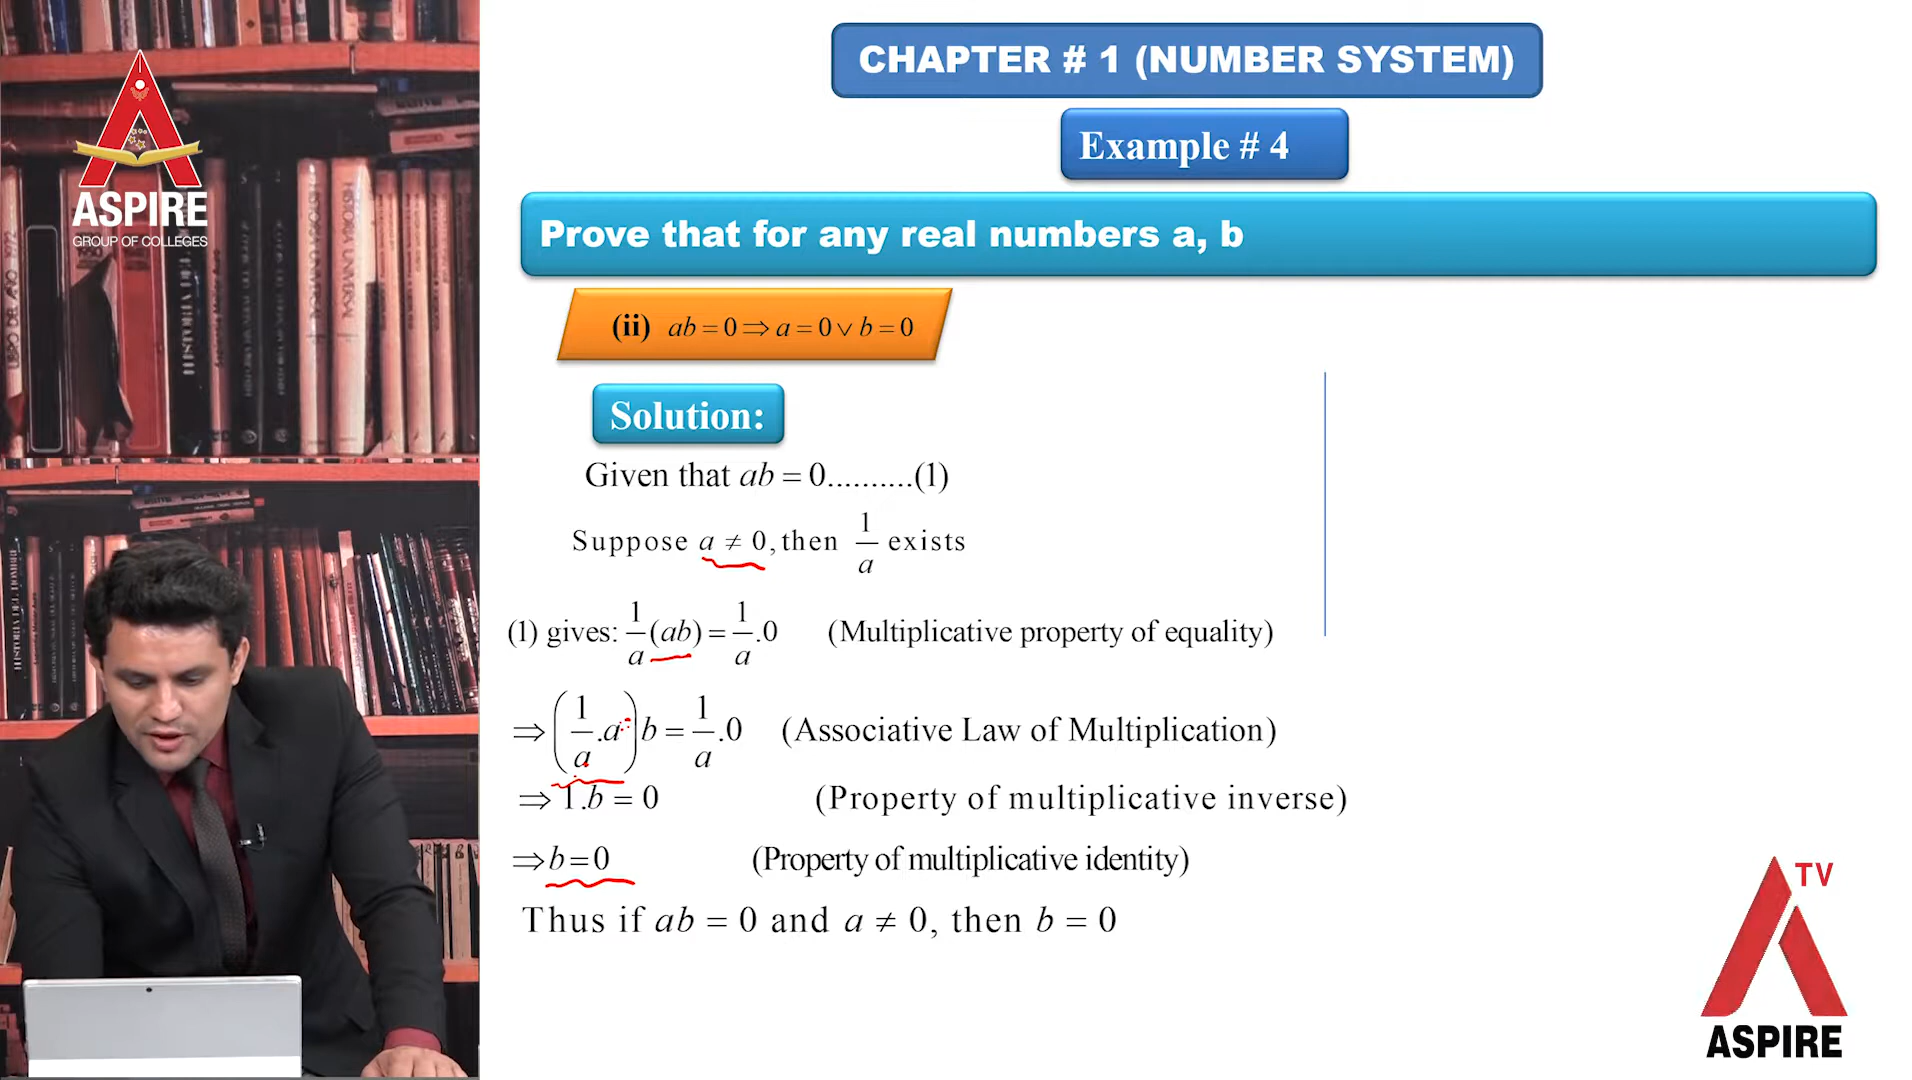 CHAPTER # 1 (NUMBER SYSTEM)
Example # 4
Prove that for any real numbers a, b
(ii) ab = 0 ⇒ a = 0 ∨ b = 0
Solution:
Given that ab = 0..........(1)
Suppose a ≠ 0, then 1/a exists
(1) gives: 1/a (ab) = 1/a .0 (Multiplicative property of equality)
⇒ (1/a .a) b = 1/a .0 (Associative Law of Multiplication)
⇒ 1.b = 0 (Property of multiplicative inverse)
⇒ b = 0 (Property of multiplicative identity)
Thus if ab = 0 and a ≠ 0, then b = 0
ASPIRE
GROUP OF COLLEGES
TV
ASPIRE